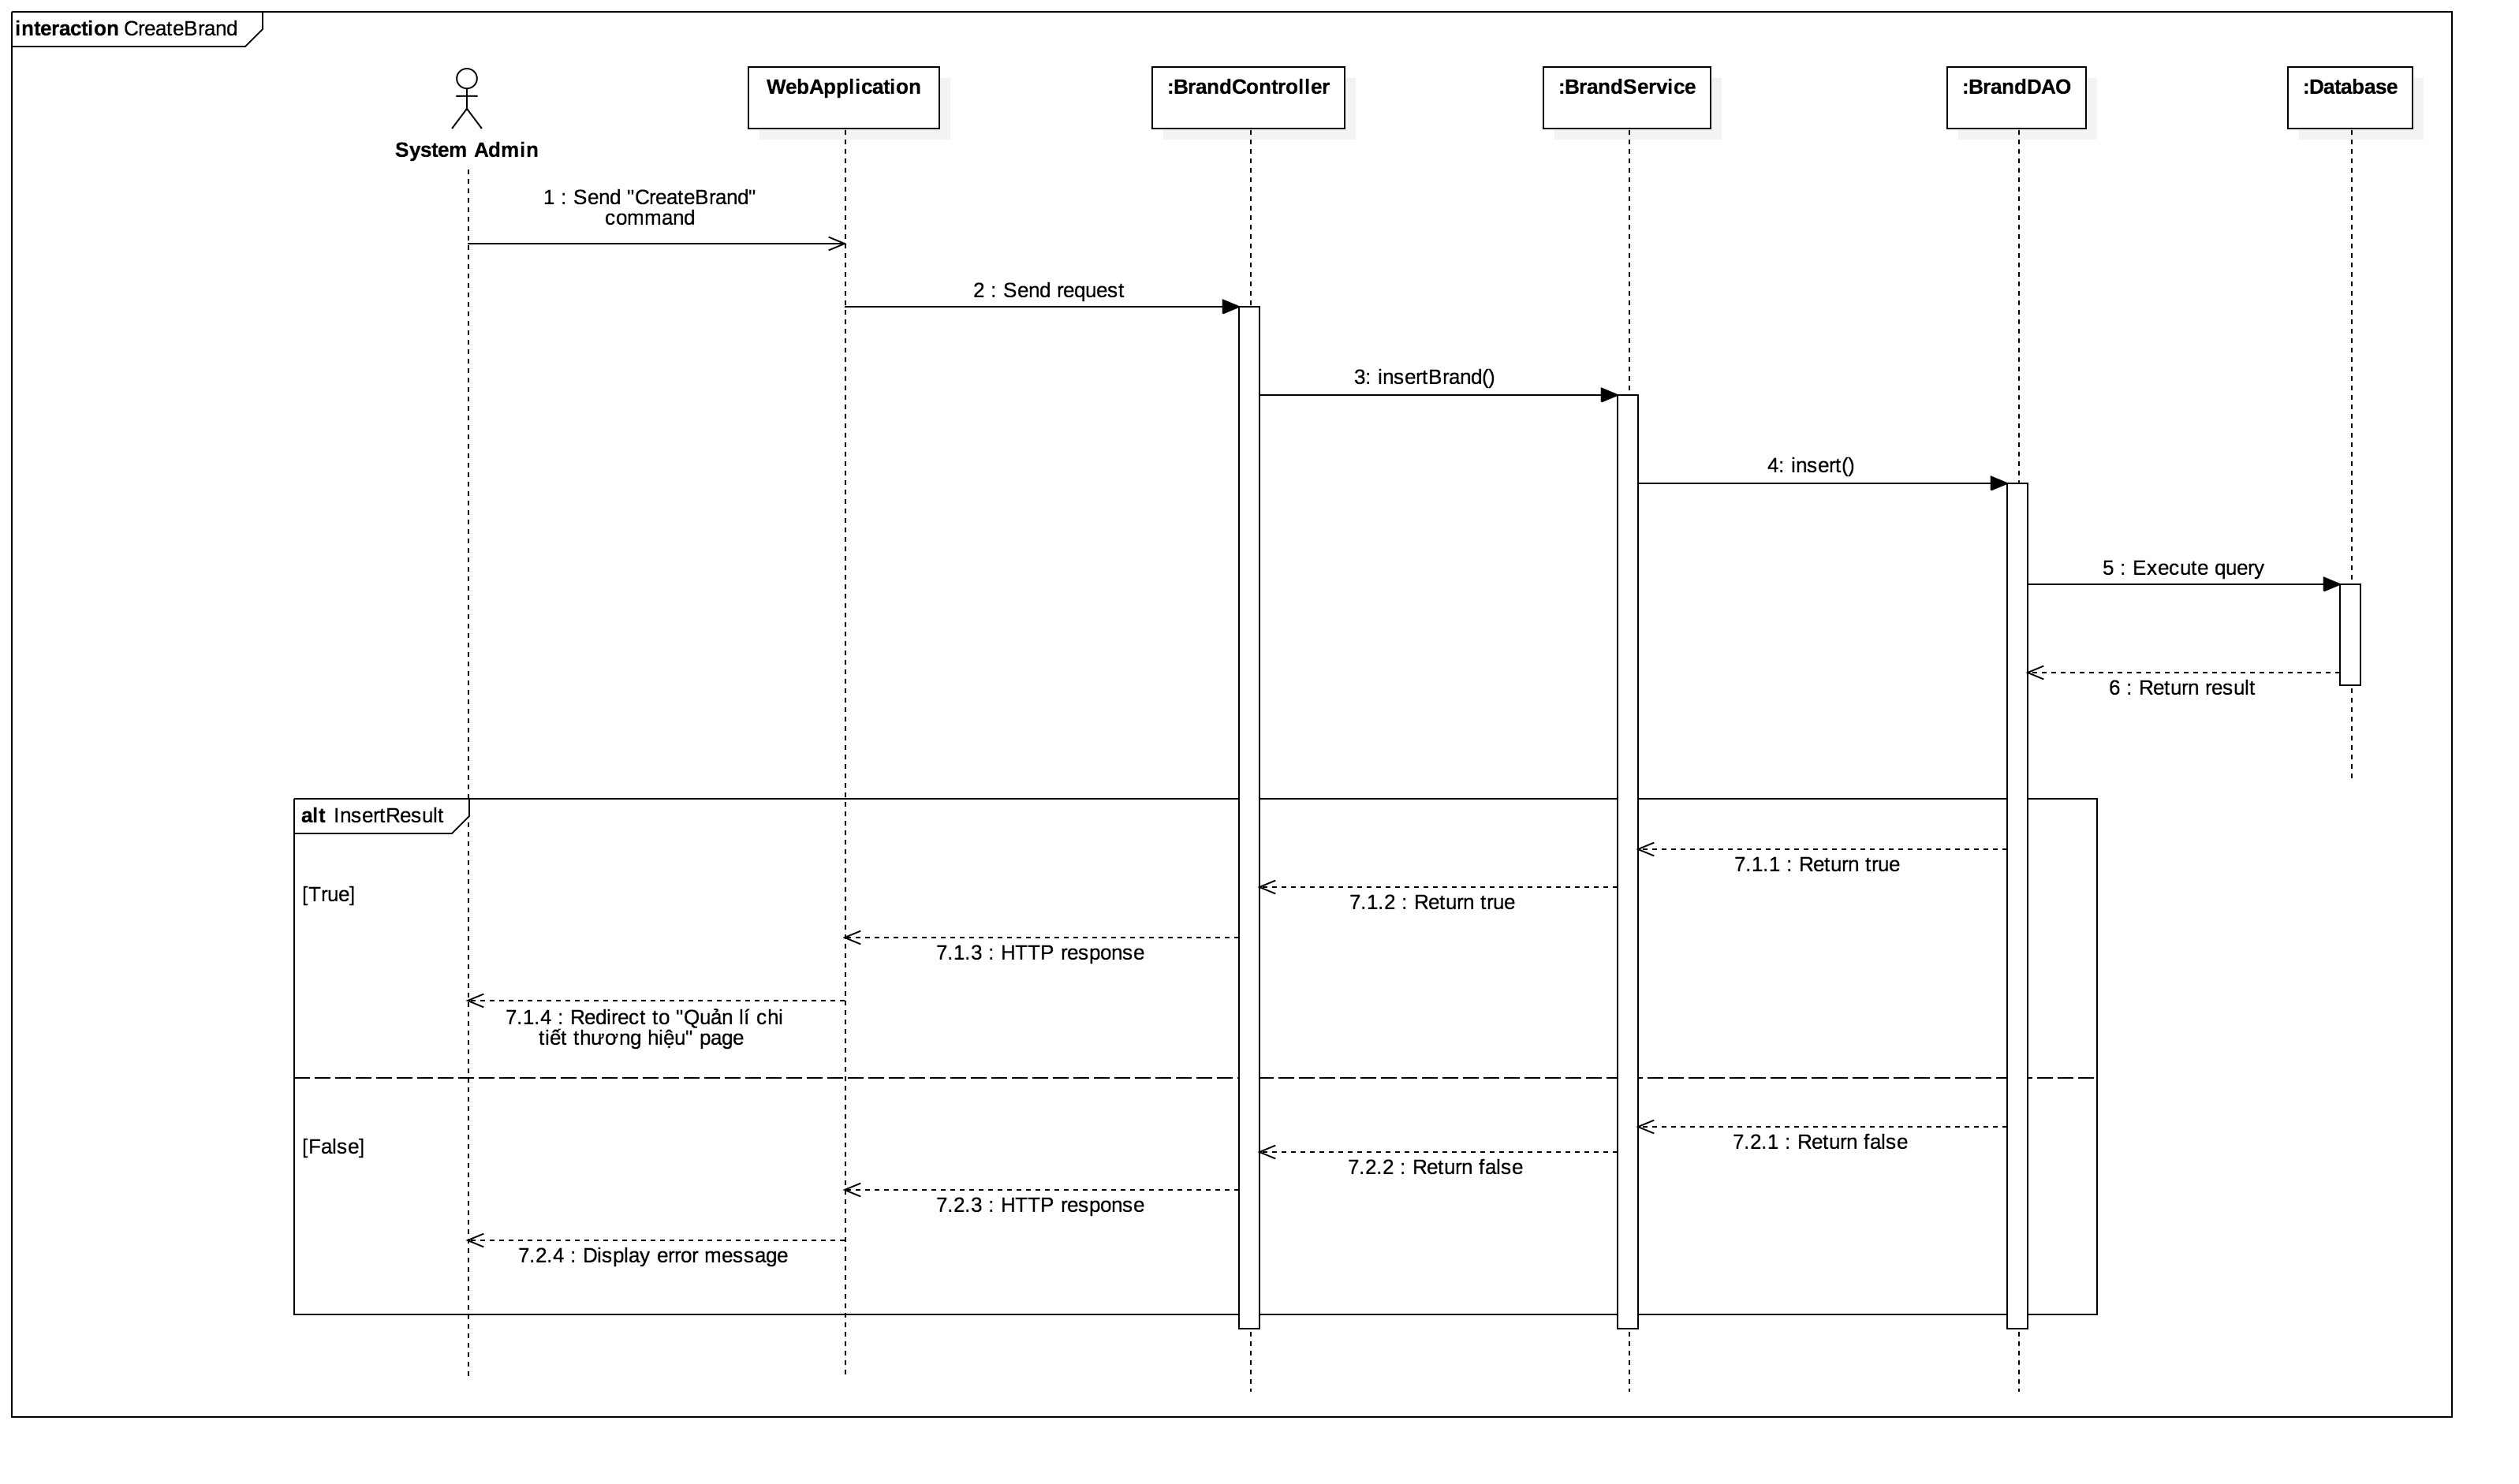 interaction CreateBrand
System Admin
WebApplication
:BrandController
:BrandService
:BrandDAO
:Database
1 : Send "CreateBrand"
command
2 : Send request
3: insertBrand()
4: insert()
5 : Execute query
6 : Return result
alt InsertResult
7.1.1 : Return true
[True]
7.1.2 : Return true
7.1.3 : HTTP response
7.1.4 : Redirect to "Quản lí chi
tiết thương hiệu" page
7.2.1 : Return false
[False]
7.2.2 : Return false
7.2.3 : HTTP response
7.2.4 : Display error message